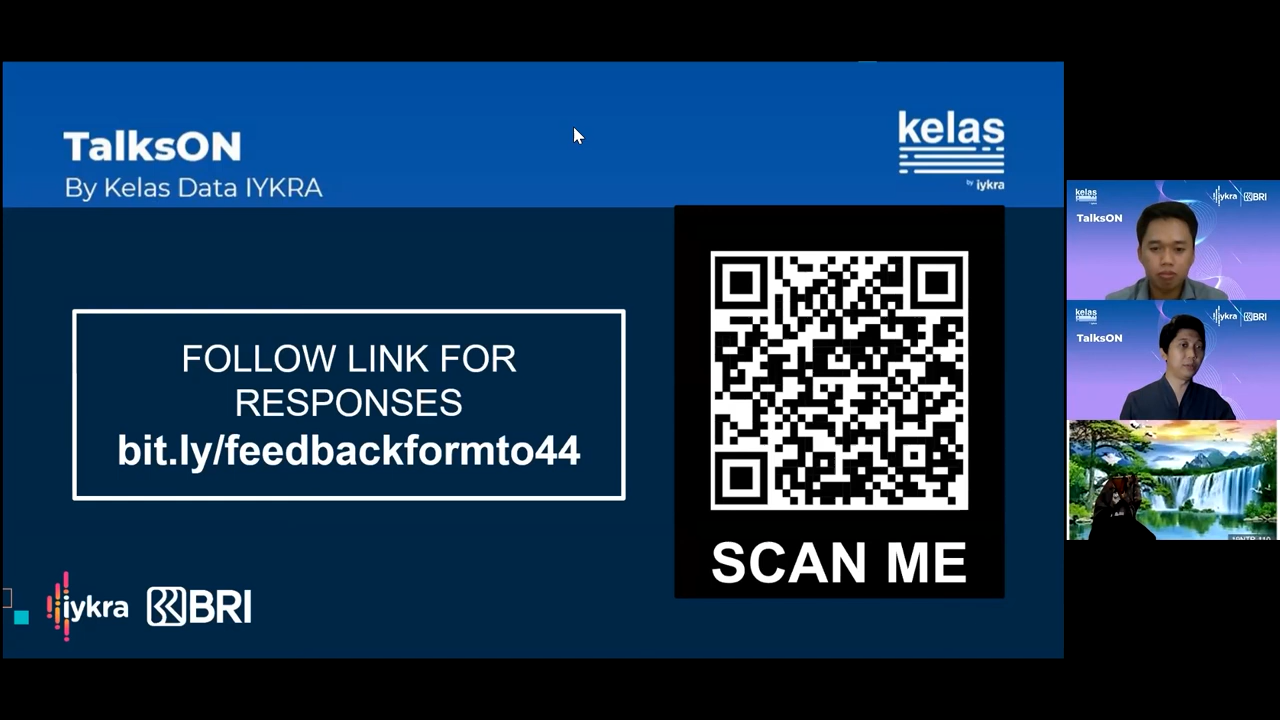 TalksON
By Kelas Data IYKRA
kelas
by iykra
FOLLOW LINK FOR
RESPONSES
bit.ly/feedbackformto44
SCAN ME
iykra BRI
kelas iykra BRI
TalksON
kelas iykra BRI
TalksON